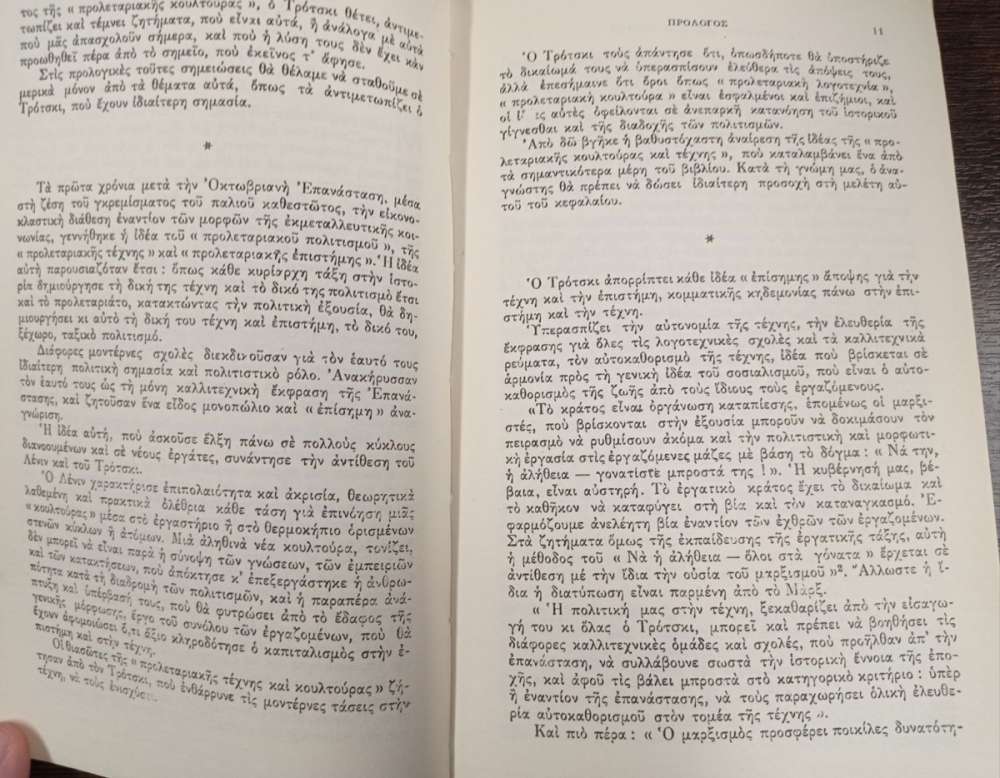 τος τῆς «προλεταριακῆς κουλτούρας», ὁ Τρότσκι θέτει, ἀντιμε-
τωπίζει καὶ τέμνει ζητήματα, ποὺ εἶναι αὐτά, ἢ ἀνάλογα μὲ αὐτὰ
ποὺ μᾶς ἀπασχολοῦν σήμερα, καὶ ποὺ ἡ λύση τους δὲν ἔχει κἂν
προωθηθεῖ πέρα ἀπὸ τὸ σημεῖο, ποὺ ἐκεῖνος τ' ἄφησε.
Στὶς προλογικὲς τοῦτες σημειώσεις θὰ θέλαμε νὰ σταθοῦμε σὲ
μερικὰ μόνον ἀπὸ τὰ θέματα αὐτά, ὅπως τὰ ἀντιμετωπίζει ὁ
Τρότσκι, ποὺ ἔχουν ἰδιαίτερη σημασία.
*
Τὰ πρῶτα χρόνια μετὰ τὴν Ὀκτωβριανὴ Ἐπανάσταση, μέσα
στὴ ζέση τοῦ γκρεμίσματος τοῦ παλιοῦ καθεστῶτος, τὴν εἰκονο-
κλαστικὴ διάθεση ἐναντίον τῶν μορφῶν τῆς ἐκμεταλλευτικῆς κοι-
νωνίας, γεννήθηκε ἡ ἰδέα τοῦ «προλεταριακοῦ πολιτισμοῦ», τῆς
«προλεταριακῆς τέχνης» καὶ «προλεταριακῆς ἐπιστήμης». Ἡ ἰδέα
αὐτὴ παρουσιαζόταν ἔτσι : ὅπως κάθε κυρίαρχη τάξη στὴν ἱστο-
ρία δημιούργησε τὴ δική της τέχνη καὶ τὸ δικό της πολιτισμὸ ἔτσι
καὶ τὸ προλεταριάτο, κατακτώντας τὴν πολιτικὴ ἐξουσία, θὰ δη-
μιουργήσει κι αὐτὸ τὴ δική του τέχνη καὶ ἐπιστήμη, τὸ δικό του,
ξέχωρο, ταξικὸ πολιτισμό.
Διάφορες μοντέρνες σχολὲς διεκδικοῦσαν γιὰ τὸν ἑαυτό τους
ἰδιαίτερη πολιτικὴ σημασία καὶ πολιτιστικὸ ρόλο. Ἀνακήρυσσαν
τὸν ἑαυτό τους ὡς τὴ μόνη καλλιτεχνικὴ ἔκφραση τῆς Ἐπανά-
στασης, καὶ ζητοῦσαν ἕνα εἶδος μονοπώλιο καὶ «ἐπίσημη» ἀνα-
γνώριση.
Ἡ ἰδέα αὐτή, ποὺ ἀσκοῦσε ἕλξη πάνω σὲ πολλοὺς κύκλους
διανοουμένων καὶ σὲ νέους ἐργάτες, συνάντησε τὴν ἀντίθεση τοῦ
Λένιν καὶ τοῦ Τρότσκι.
Ὁ Λένιν χαρακτήρισε ἐπιπολαιότητα καὶ ἀκρισία, θεωρητικὰ
λαθεμένη καὶ πρακτικὰ ὀλέθρια κάθε τάση γιὰ ἐπινόηση μιᾶς
«κουλτούρας» μέσα στὸ ἐργαστήριο ἢ στὸ θερμοκήπιο ὁρισμένων
στενῶν κύκλων ἢ ἀτόμων. Μιὰ ἀληθινὰ νέα κουλτούρα, τονίζει,
δὲν μπορεῖ νὰ εἶναι παρὰ ἡ σύνοψη τῶν γνώσεων, τῶν ἐμπειριῶν
καὶ τῶν κατακτήσεων, ποὺ ἀπόκτησε κ' ἐπεξεργάστηκε ἡ ἀνθρω-
πότητα κατὰ τὴ διαδρομὴ τῶν πολιτισμῶν, καὶ ἡ παραπέρα ἀνά-
πτυξη καὶ ὑπέρβασή τους, ποὺ θὰ φυτρώσει ἀπὸ τὸ ἔδαφος τῆς
γενικῆς μόρφωσης, ἔργο τοῦ συνόλου τῶν ἐργαζομένων, ποὺ θὰ
ἔχουν ἀφομοιώσει ὅ,τι ἄξιο κληροδότησε ὁ καπιταλισμὸς στὴν ἐ-
πιστήμη καὶ στὴν τέχνη.
Οἱ θιασῶτες τῆς «προλεταριακῆς τέχνης καὶ κουλτούρας» ζή-
τησαν ἀπὸ τὸν Τρότσκι, ποὺ ἐνθάρρυνε τὶς μοντέρνες τάσεις στὴν
τέχνη, νὰ τοὺς
ΠΡΟΛΟΓΟΣ 11
Ὁ Τρότσκι τοὺς ἀπάντησε ὅτι, ὁπωσδήποτε θὰ ὑποστήριζε
τὸ δικαίωμά τους νὰ ὑπερασπίσουν ἐλεύθερα τὶς ἀπόψεις τους,
ἀλλὰ ἐπεσήμαινε ὅτι ὅροι ὅπως «προλεταριακὴ λογοτεχνία»,
«προλεταριακὴ κουλτούρα» εἶναι ἐσφαλμένοι καὶ ἐπιζήμιοι, καὶ
οἱ αὐτὲς ὀφείλονται σὲ ἀνεπαρκῆ κατανόηση τοῦ ἱστορικοῦ
γίγνεσθαι καὶ τῆς διαδοχῆς τῶν πολιτισμῶν.
Ἀπὸ δῶ βγῆκε ἡ βαθυστόχαστη ἀναίρεση τῆς ἰδέας τῆς «προ-
λεταριακῆς κουλτούρας καὶ τέχνης», ποὺ καταλαμβάνει ἕνα ἀπὸ
τὰ σημαντικότερα μέρη τοῦ βιβλίου. Κατὰ τὴ γνώμη μας, ὁ ἀνα-
γνώστης θὰ πρέπει νὰ δώσει ἰδιαίτερη προσοχὴ στὴ μελέτη αὐ-
τοῦ τοῦ κεφαλαίου.
*
Ὁ Τρότσκι ἀπορρίπτει κάθε ἰδέα «ἐπίσημης» ἄποψης γιὰ τὴν
τέχνη καὶ τὴν ἐπιστήμη, κομματικῆς κηδεμονίας πάνω στὴν ἐπι-
στήμη καὶ τὴν τέχνη.
Ὑπερασπίζει τὴν αὐτονομία τῆς τέχνης, τὴν ἐλευθερία τῆς
ἔκφρασης γιὰ ὅλες τὶς λογοτεχνικὲς σχολὲς καὶ τὰ καλλιτεχνικὰ
ρεύματα, τὸν αὐτοκαθορισμὸ τῆς τέχνης, ἰδέα ποὺ βρίσκεται σὲ
ἁρμονία πρὸς τὴ γενικὴ ἰδέα τοῦ σοσιαλισμοῦ, ποὺ εἶναι ὁ αὐτο-
καθορισμὸς τῆς ζωῆς ἀπὸ τοὺς ἴδιους τοὺς ἐργαζόμενους.
«Τὸ κράτος εἶναι ὀργάνωση καταπίεσης, ἑπομένως οἱ μαρξι-
στές, ποὺ βρίσκονται στὴν ἐξουσία μποροῦν νὰ δοκιμάσουν τὸν
πειρασμὸ νὰ ρυθμίσουν ἀκόμα καὶ τὴν πολιτιστικὴ καὶ μορφωτι-
κὴ ἐργασία στὶς ἐργαζόμενες μάζες μὲ βάση τὸ δόγμα : «Νά την,
ἡ ἀλήθεια — γονατίστε μπροστά της !». Ἡ κυβέρνησή μας, βέ-
βαια, εἶναι αὐστηρή. Τὸ ἐργατικὸ κράτος ἔχει τὸ δικαίωμα καὶ
τὸ καθῆκον νὰ καταφύγει στὴ βία καὶ τὸν καταναγκασμό. Ἐ-
φαρμόζουμε ἀνελέητη βία ἐναντίον τῶν ἐχθρῶν τῶν ἐργαζομένων.
Στὰ ζητήματα ὅμως τῆς ἐκπαίδευσης τῆς ἐργατικῆς τάξης, αὐτὴ
ἡ μέθοδος τοῦ «Νὰ ἡ ἀλήθεια — ὅλοι στὰ γόνατα» ἔρχεται σὲ
ἀντίθεση μὲ τὴν ἴδια τὴν οὐσία τοῦ μαρξισμοῦ»². Ἄλλωστε ἡ ἴ-
δια ἡ διατύπωση εἶναι παρμένη ἀπὸ τὸ Μάρξ.
«Ἡ πολιτική μας στὴν τέχνη, ξεκαθαρίζει ἀπὸ τὴν εἰσαγω-
γή του κι ὅλας ὁ Τρότσκι, μπορεῖ καὶ πρέπει νὰ βοηθήσει τὶς
διάφορες καλλιτεχνικὲς ὁμάδες καὶ σχολές, ποὺ προῆλθαν ἀπ' τὴν
ἐπανάσταση, νὰ συλλάβουνε σωστὰ τὴν ἱστορικὴ ἔννοια τῆς ἐπο-
χῆς, καὶ ἀφοῦ τὶς βάλει μπροστὰ στὸ κατηγορικὸ κριτήριο : ὑπὲρ
ἢ ἐναντίον τῆς ἐπανάστασης, νὰ τοὺς παραχωρήσει ὁλικὴ ἐλευθε-
ρία αὐτοκαθορισμοῦ στὸν τομέα τῆς τέχνης».
Καὶ πιὸ πέρα : «Ὁ μαρξισμὸς προσφέρει ποικίλες δυνατότη-